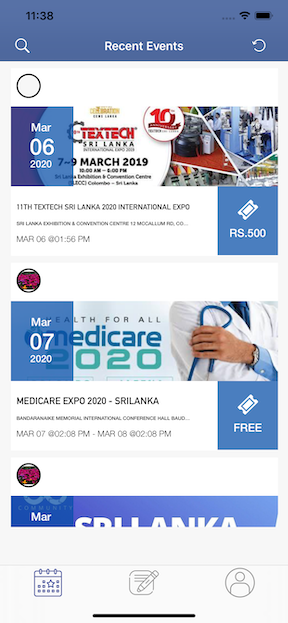 11:38
Recent Events
Mar
06
2020
CELEBRATION
11TH
TEXTECH
SRI LANKA
INTERNATIONAL EXPO 2019
10
7~9 MARCH 2019
10:00 AM – 6:00 PM
Sri Lanka Exhibition & Convention Centre
(SLECC) Colombo – Sri Lanka
11TH TEXTECH SRI LANKA 2020 INTERNATIONAL EXPO
SRI LANKA EXHIBITION & CONVENTION CENTRE 12 MCCALLUM RD, CO...
MAR 06 @01:56 PM
RS.500
Mar
07
2020
HEALTH FOR ALL
medicare
2020
MEDICARE EXPO 2020 - SRILANKA
BANDARANAIKE MEMORIAL INTERNATIONAL CONFERENCE HALL BAUD...
MAR 07 @02:08 PM - MAR 08 @02:08 PM
FREE
Mar
COMMUNITY
SRI LANKA